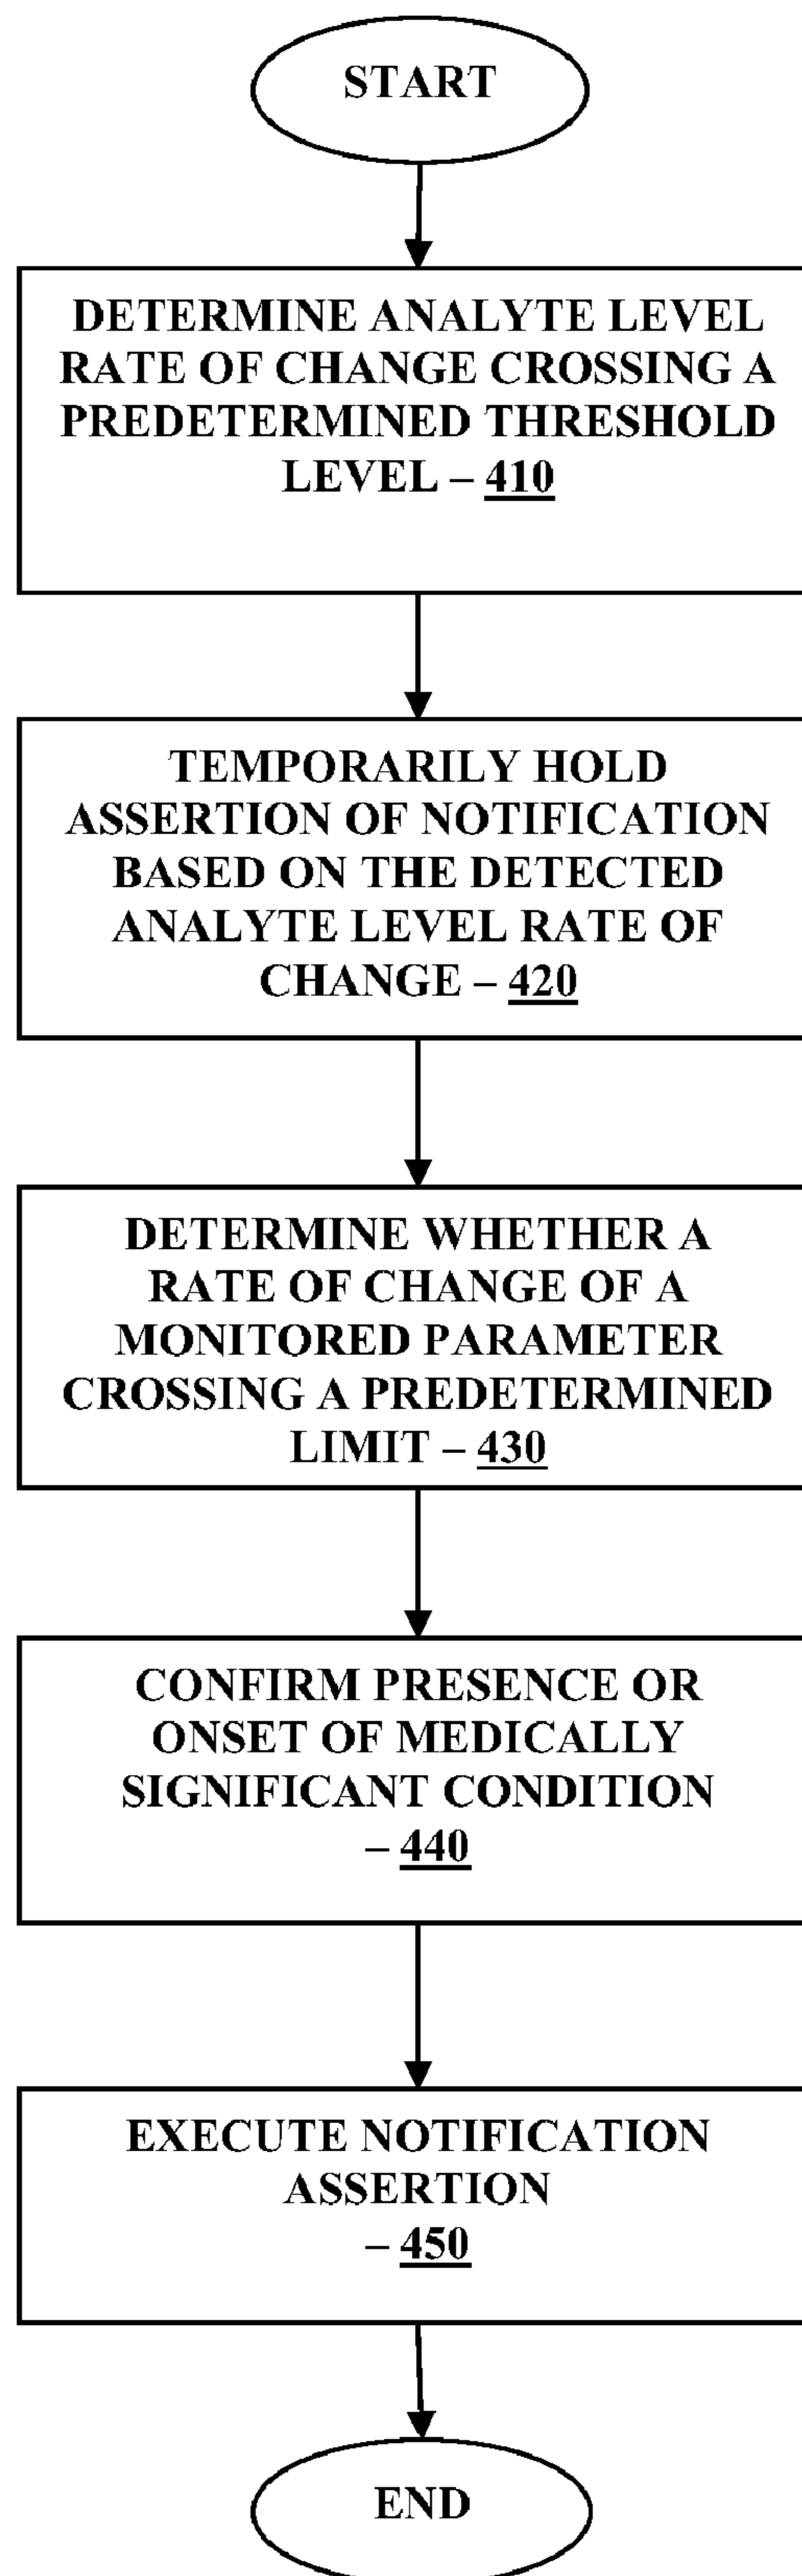 START
DETERMINE ANALYTE LEVEL
RATE OF CHANGE CROSSING A
PREDETERMINED THRESHOLD
LEVEL – 410
TEMPORARILY HOLD
ASSERTION OF NOTIFICATION
BASED ON THE DETECTED
ANALYTE LEVEL RATE OF
CHANGE – 420
DETERMINE WHETHER A
RATE OF CHANGE OF A
MONITORED PARAMETER
CROSSING A PREDETERMINED
LIMIT – 430
CONFIRM PRESENCE OR
ONSET OF MEDICALLY
SIGNIFICANT CONDITION
– 440
EXECUTE NOTIFICATION
ASSERTION
– 450
END